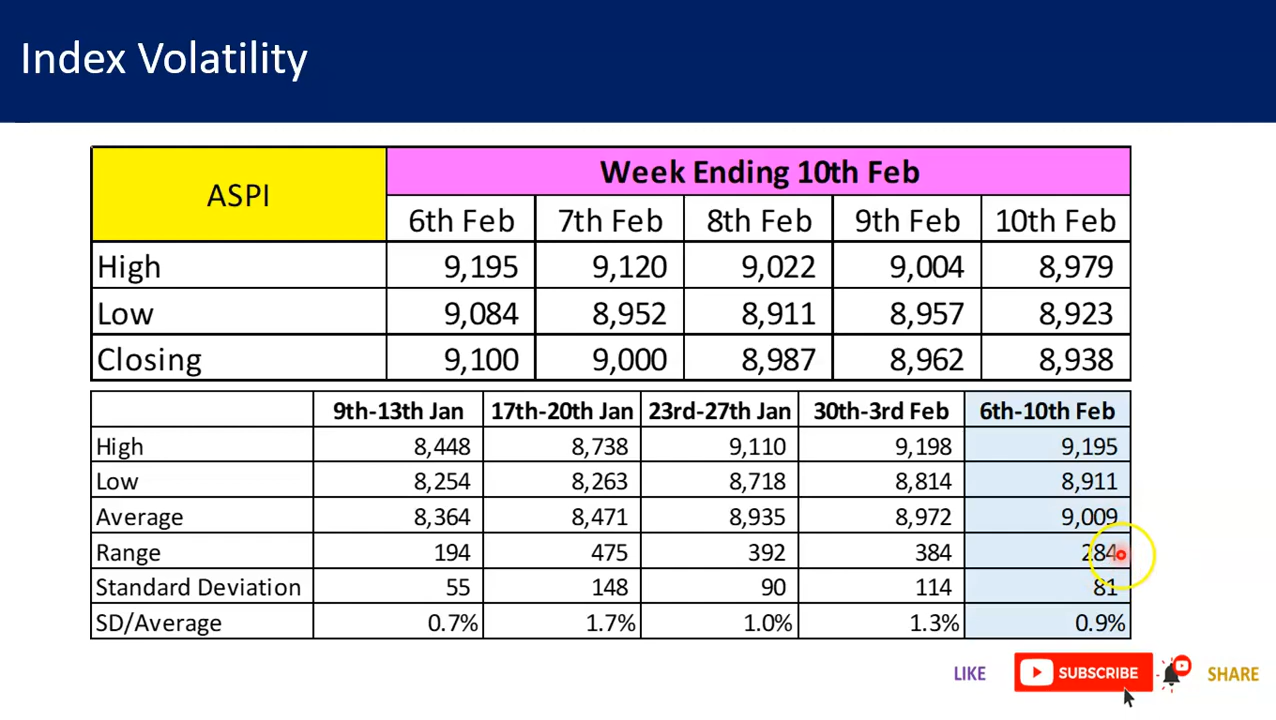 Index Volatility
ASPI
Week Ending 10th Feb
6th Feb 7th Feb 8th Feb 9th Feb 10th Feb
High 9,195 9,120 9,022 9,004 8,979
Low 9,084 8,952 8,911 8,957 8,923
Closing 9,100 9,000 8,987 8,962 8,938
9th-13th Jan 17th-20th Jan 23rd-27th Jan 30th-3rd Feb 6th-10th Feb
High 8,448 8,738 9,110 9,198 9,195
Low 8,254 8,263 8,718 8,814 8,911
Average 8,364 8,471 8,935 8,972 9,009
Range 194 475 392 384 284
Standard Deviation 55 148 90 114 81
SD/Average 0.7% 1.7% 1.0% 1.3% 0.9%
LIKE SUBSCRIBE SHARE